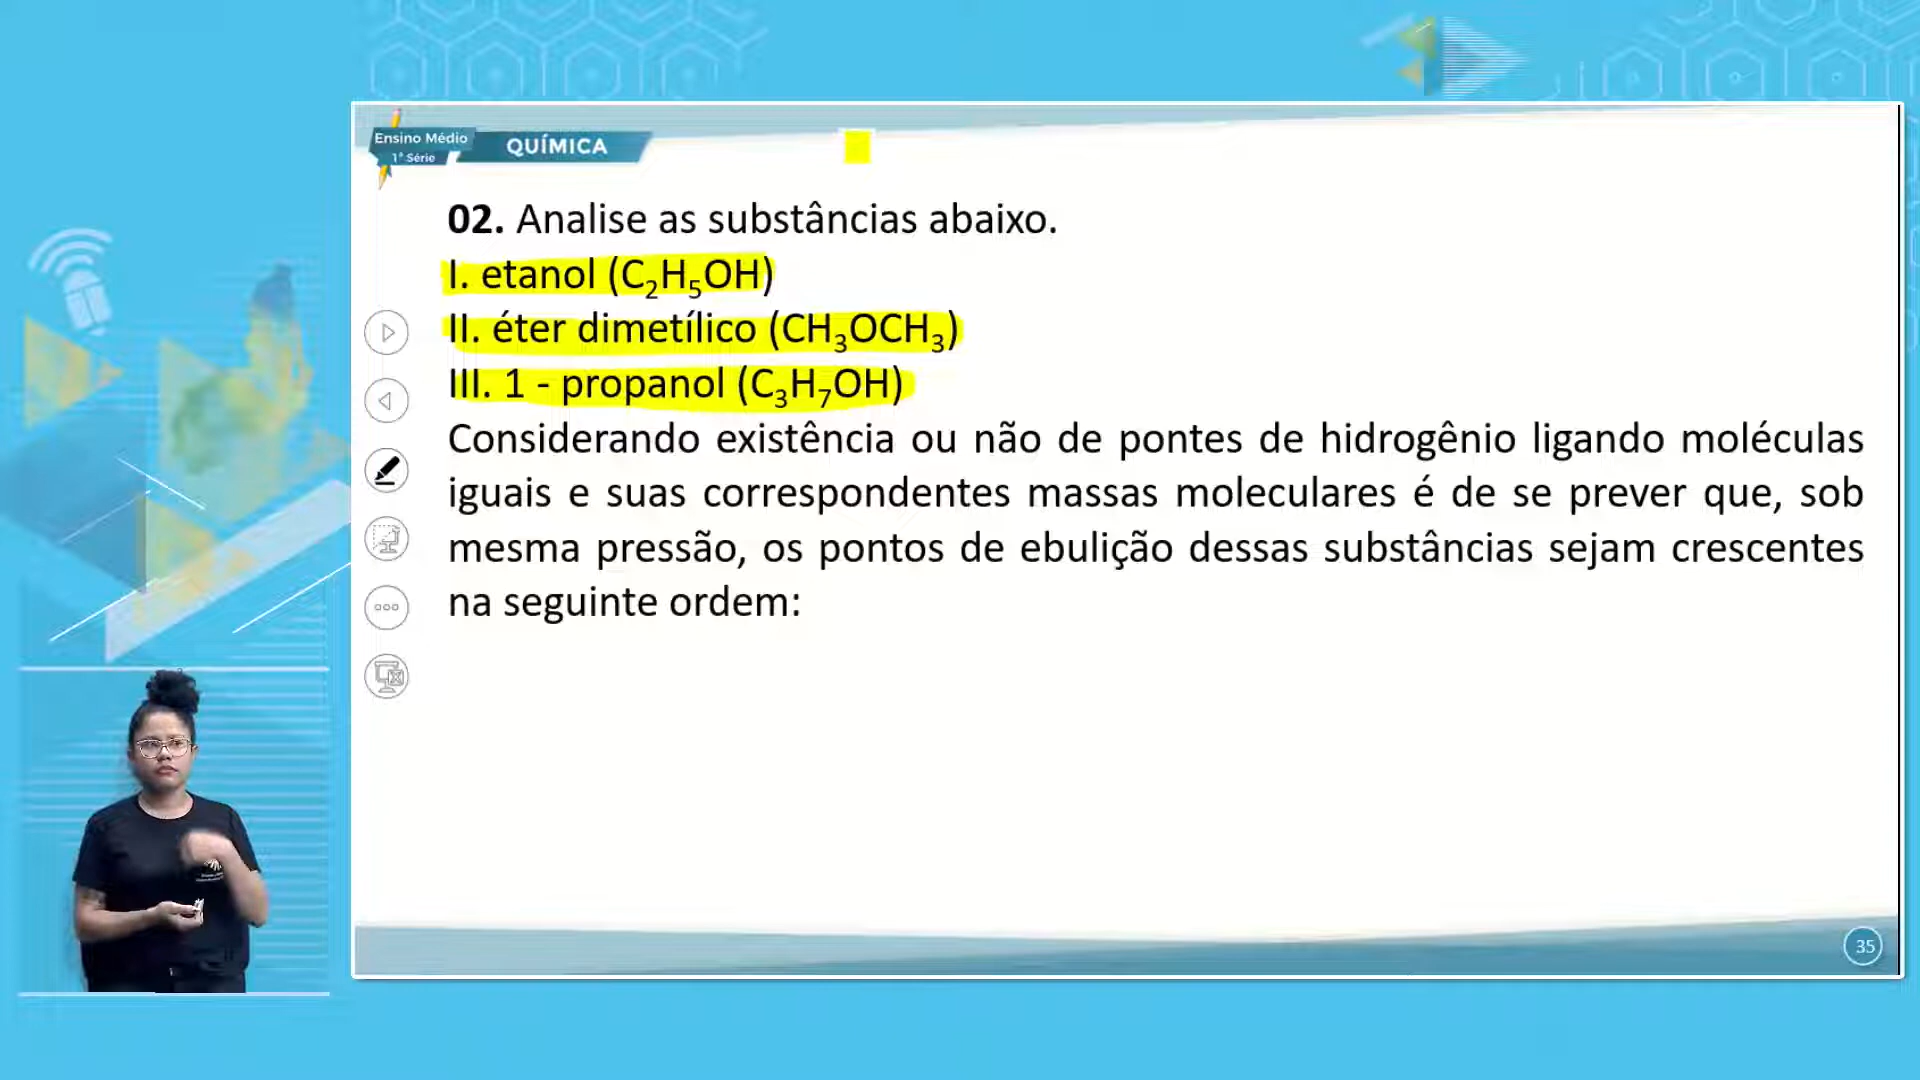 Ensino Médio
1ª Série
QUÍMICA
02. Analise as substâncias abaixo.
I. etanol (C₂H₅OH)
II. éter dimetílico (CH₃OCH₃)
III. 1 - propanol (C₃H₇OH)
Considerando existência ou não de pontes de hidrogênio ligando moléculas
iguais e suas correspondentes massas moleculares é de se prever que, sob
mesma pressão, os pontos de ebulição dessas substâncias sejam crescentes
na seguinte ordem:
35